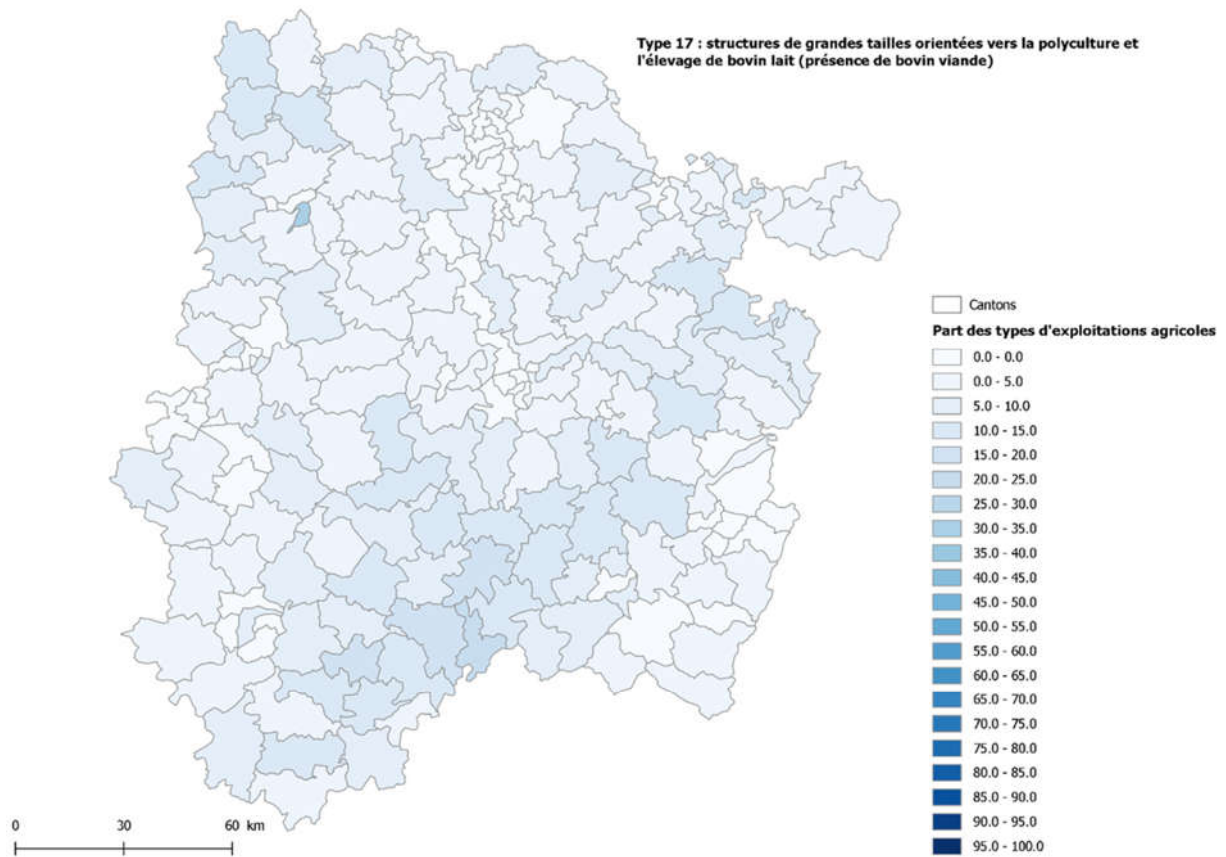 Type 17 : structures de grandes tailles orientées vers la polyculture et
l'élevage de bovin lait (présence de bovin viande)
Cantons
Part des types d'exploitations agricoles
0.0 - 0.0
0.0 - 5.0
5.0 - 10.0
10.0 - 15.0
15.0 - 20.0
20.0 - 25.0
25.0 - 30.0
30.0 - 35.0
35.0 - 40.0
40.0 - 45.0
45.0 - 50.0
50.0 - 55.0
55.0 - 60.0
60.0 - 65.0
65.0 - 70.0
70.0 - 75.0
75.0 - 80.0
80.0 - 85.0
85.0 - 90.0
90.0 - 95.0
95.0 - 100.0
0 30 60 km